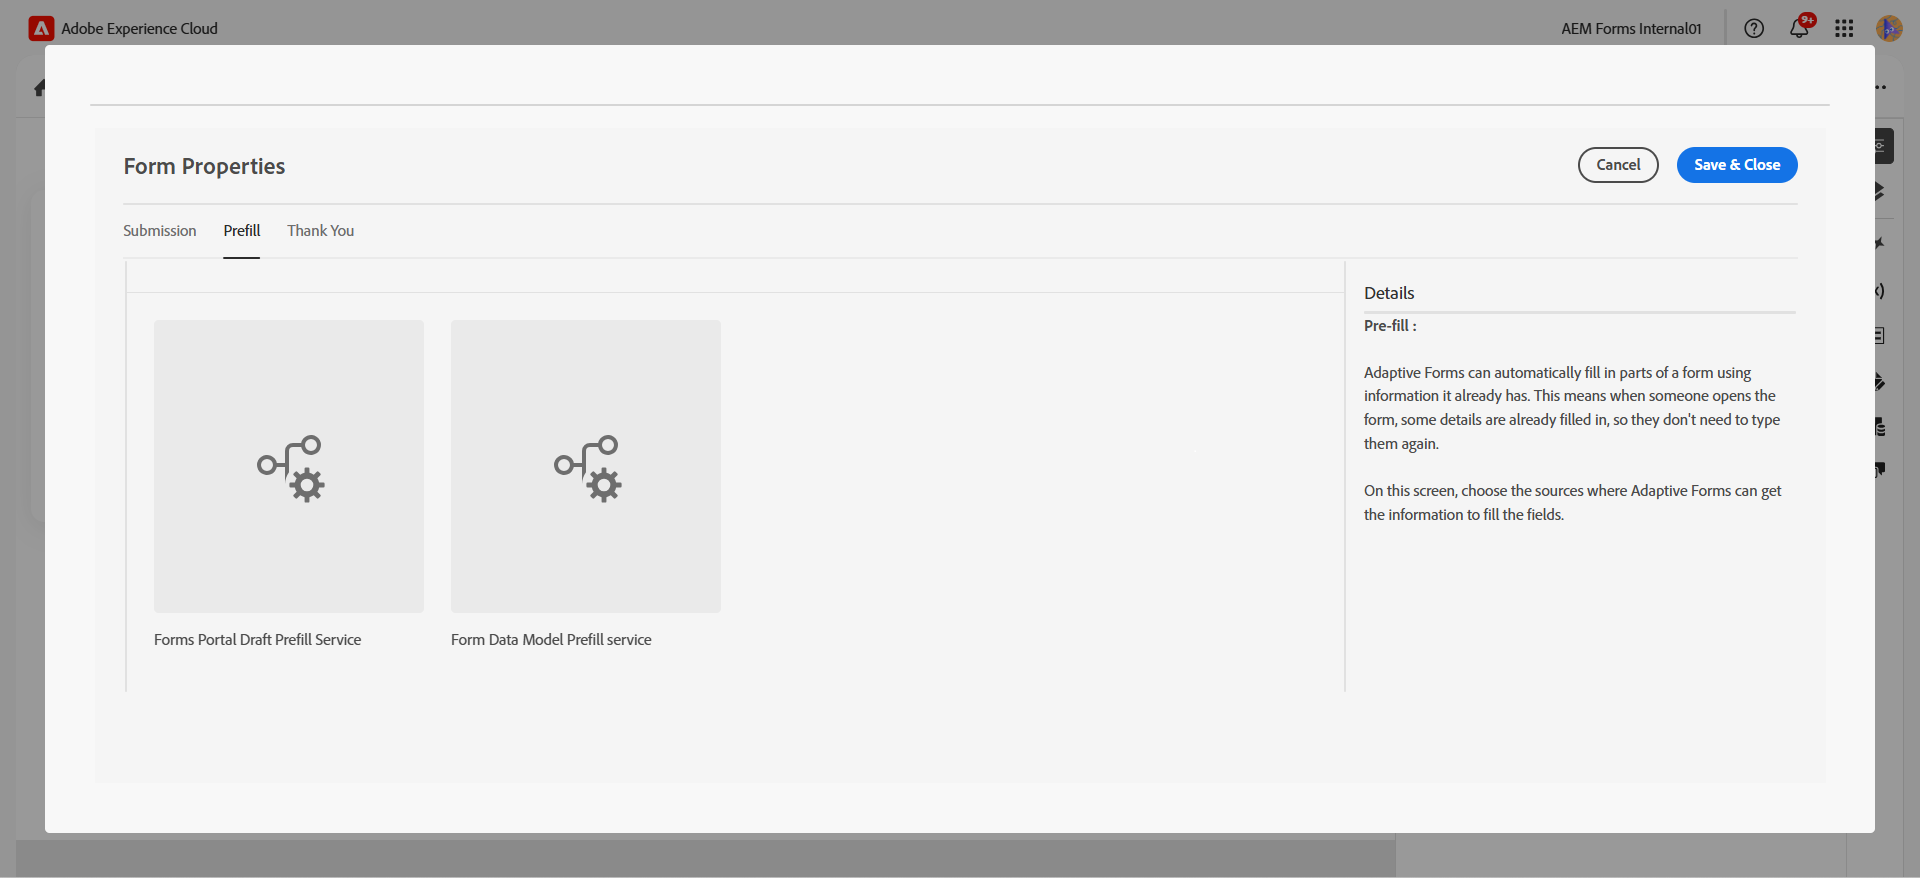 Adobe Experience Cloud
AEM Forms Internal01
9+
Form Properties
Cancel
Save & Close
Submission
Prefill
Thank You
Details
Pre-fill :
Adaptive Forms can automatically fill in parts of a form using
information it already has. This means when someone opens the
form, some details are already filled in, so they don't need to type
them again.
On this screen, choose the sources where Adaptive Forms can get
the information to fill the fields.
Forms Portal Draft Prefill Service
Form Data Model Prefill service